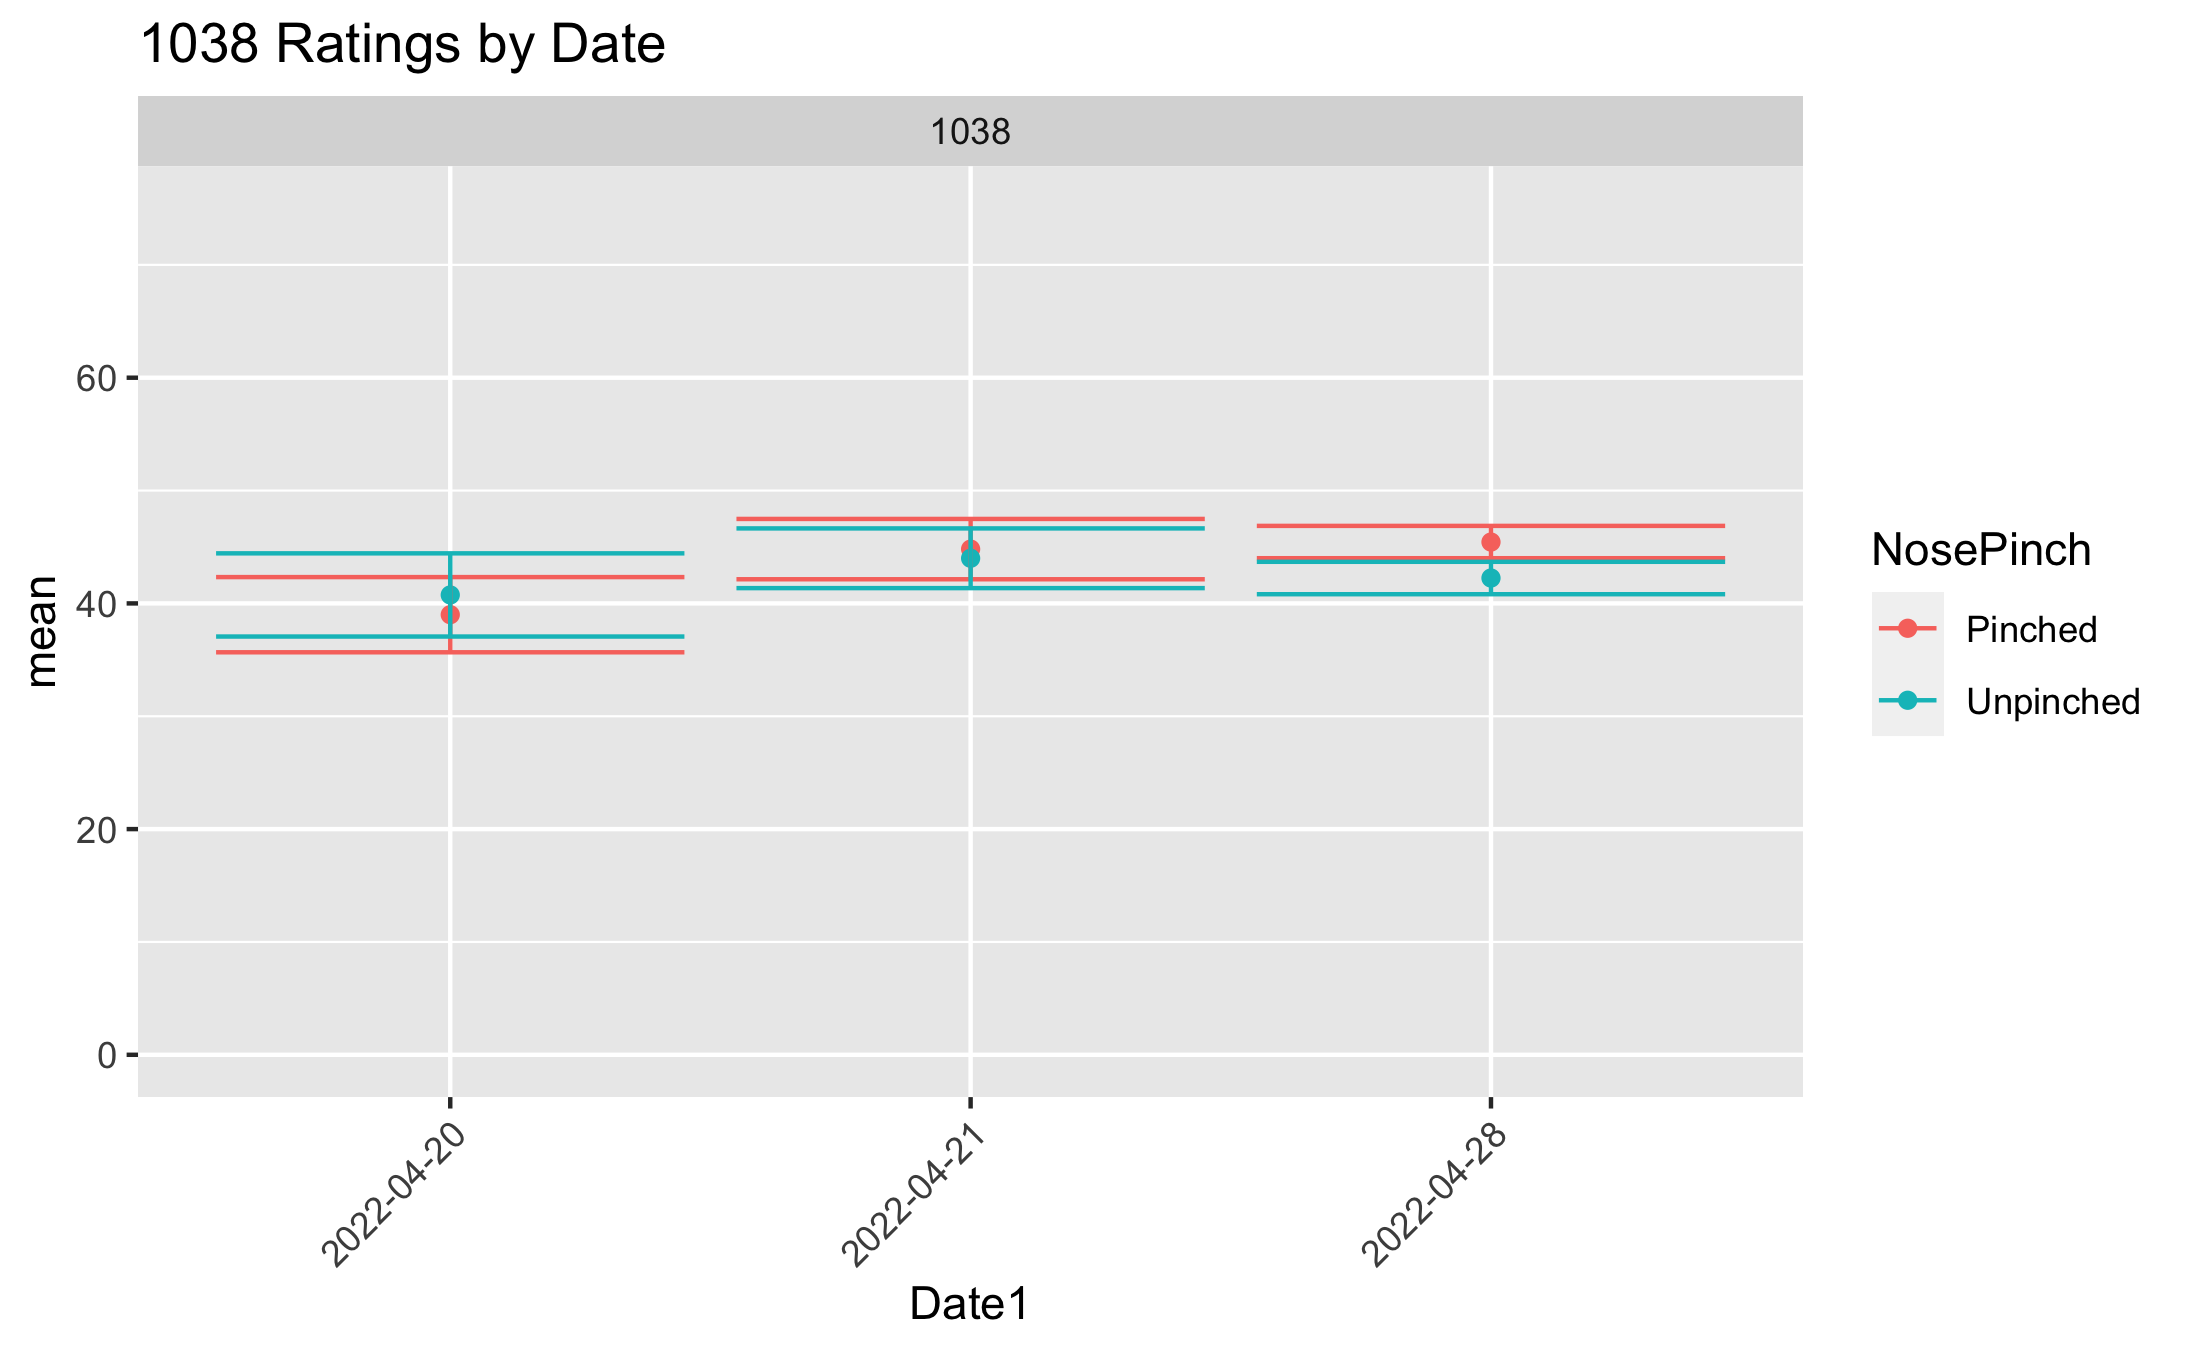 1038 Ratings by Date
1038
60
40
20
0
mean
2022-04-20
2022-04-21
2022-04-28
Date1
NosePinch
Pinched
Unpinched